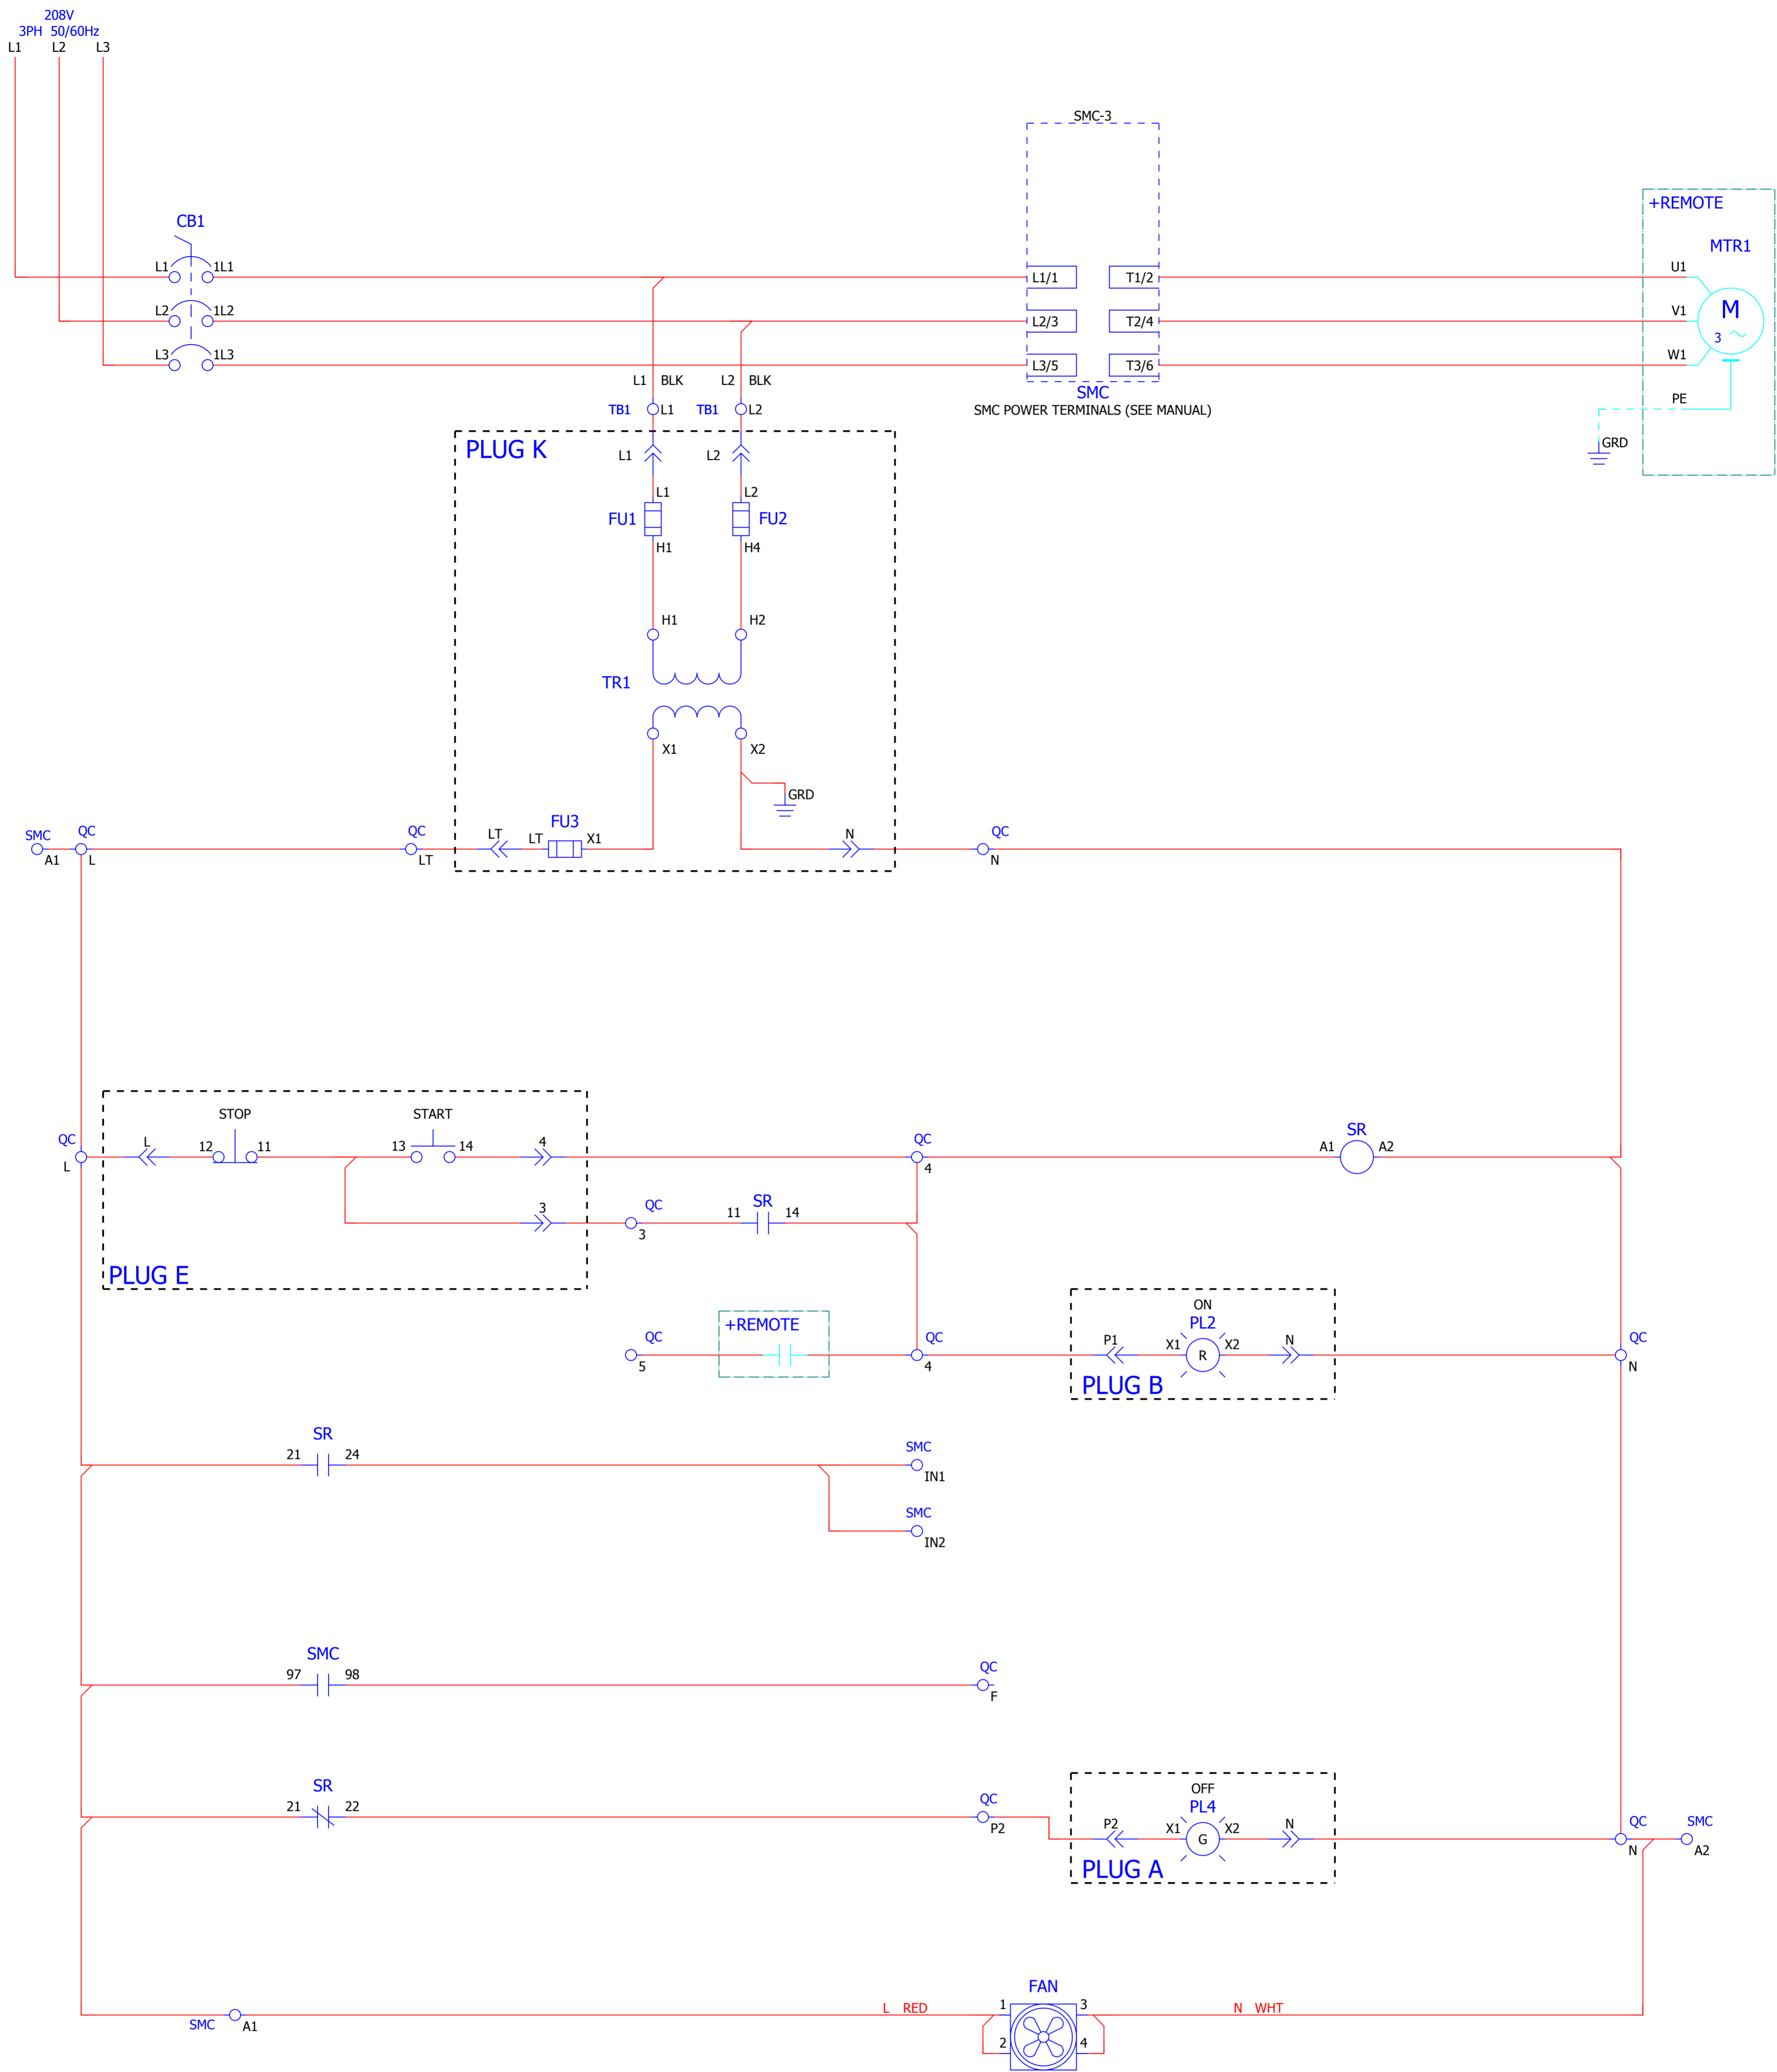 208V
3PH 50/60Hz
L1 L2 L3
SMC-3
+REMOTE
CB1
MTR1
L1 1L1 L1/1 T1/2 U1
L2 1L2 L2/3 T2/4 V1
M
3
L3 1L3 L3/5 T3/6 W1
L1 BLK L2 BLK
SMC
TB1 L1 TB1 L2
SMC POWER TERMINALS (SEE MANUAL)
PE
GRD
PLUG K
L1 L2
L1 L2
FU1 FU2
H1 H4
H1 H2
TR1
X1 X2
GRD
SMC QC QC LT FU3 N QC
LT X1
A1 L LT N
STOP START
QC L 12 11 13 14 4 QC SR
A1 A2
L 4
3 QC 11 SR 14
3
PLUG E
ON
+REMOTE PL2
QC QC P1 X1 X2 N QC
R
5 4 N
PLUG B
SR SMC
21 24
IN1
SMC
IN2
SMC QC
97 98
F
SR OFF
21 22 QC PL4
P2 P2 X1 X2 N QC SMC
G
N A2
PLUG A
FAN
L RED 1 3 N WHT
SMC A1
2 4